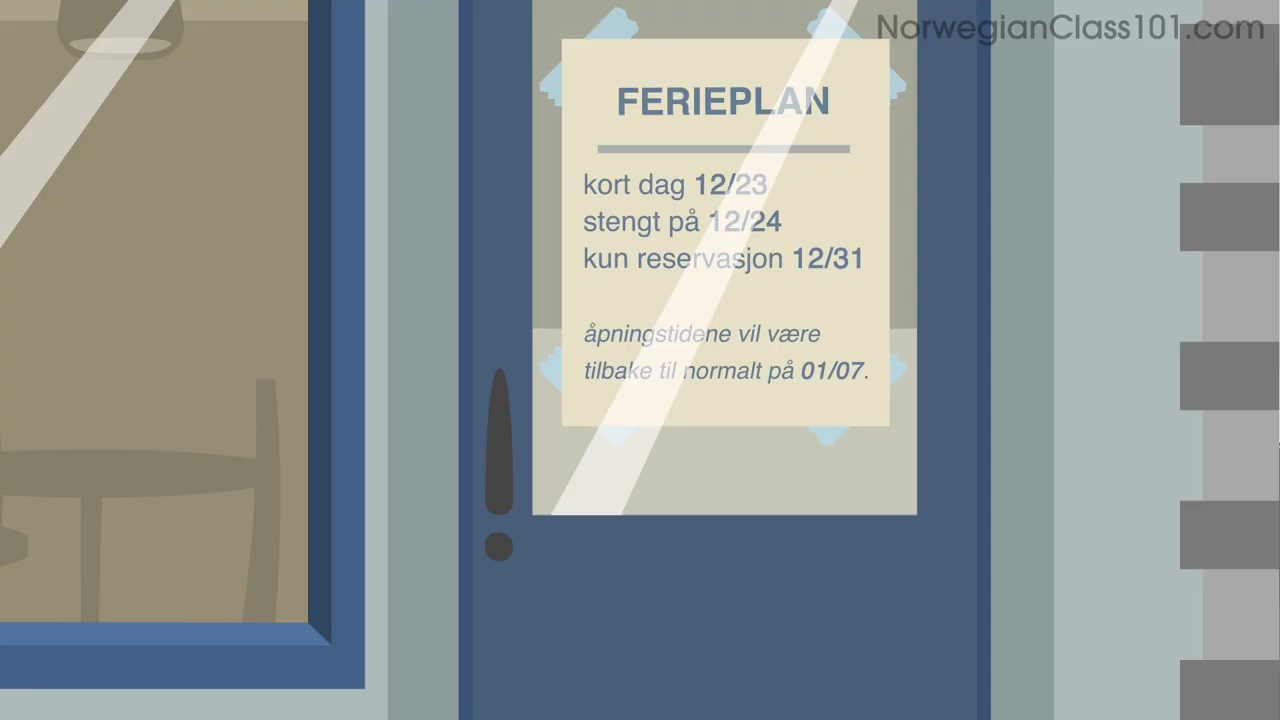 NorwegianClass101.com
FERIEPLAN
kort dag 12/23
stengt på 12/24
kun reservasjon 12/31
åpningstidene vil være
tilbake til normalt på 01/07.